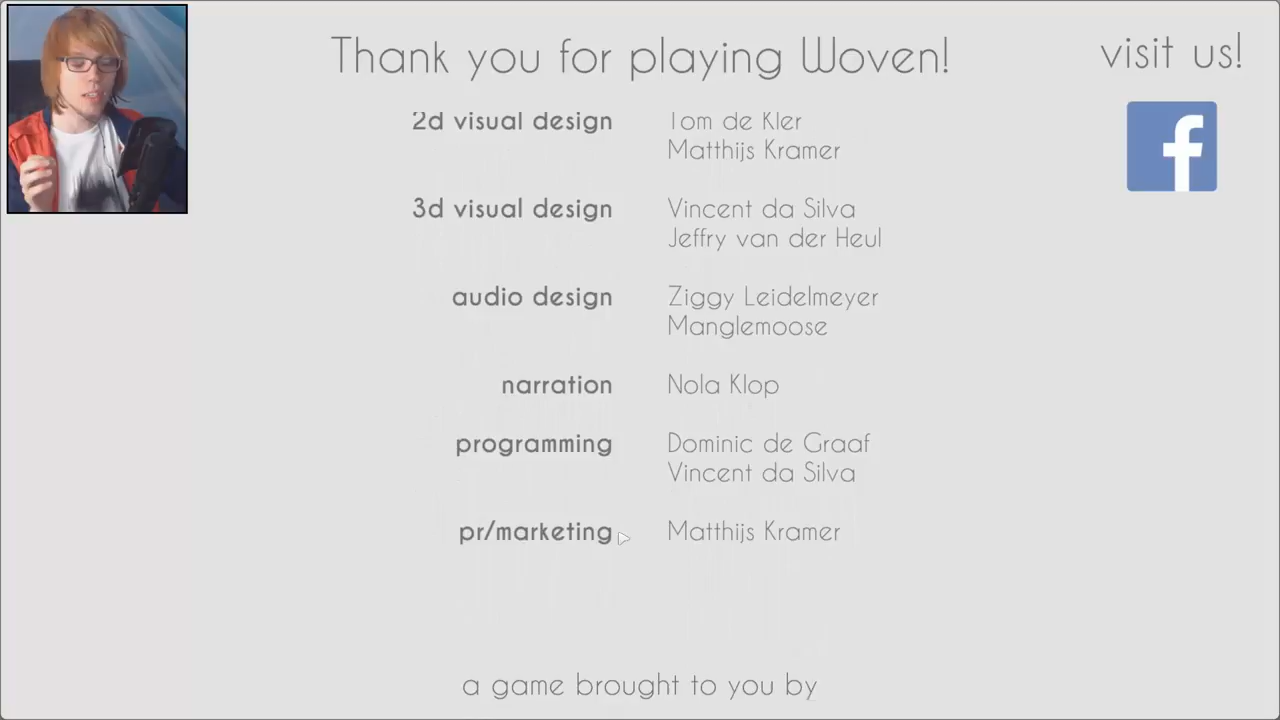 Thank you for playing Woven!
visit us!
2d visual design Tom de Kler
Matthijs Kramer
3d visual design Vincent da Silva
Jeffry van der Heul
audio design Ziggy Leidelmeyer
Manglemoose
narration Nola Klop
programming Dominic de Graaf
Vincent da Silva
pr/marketing Matthijs Kramer
a game brought to you by